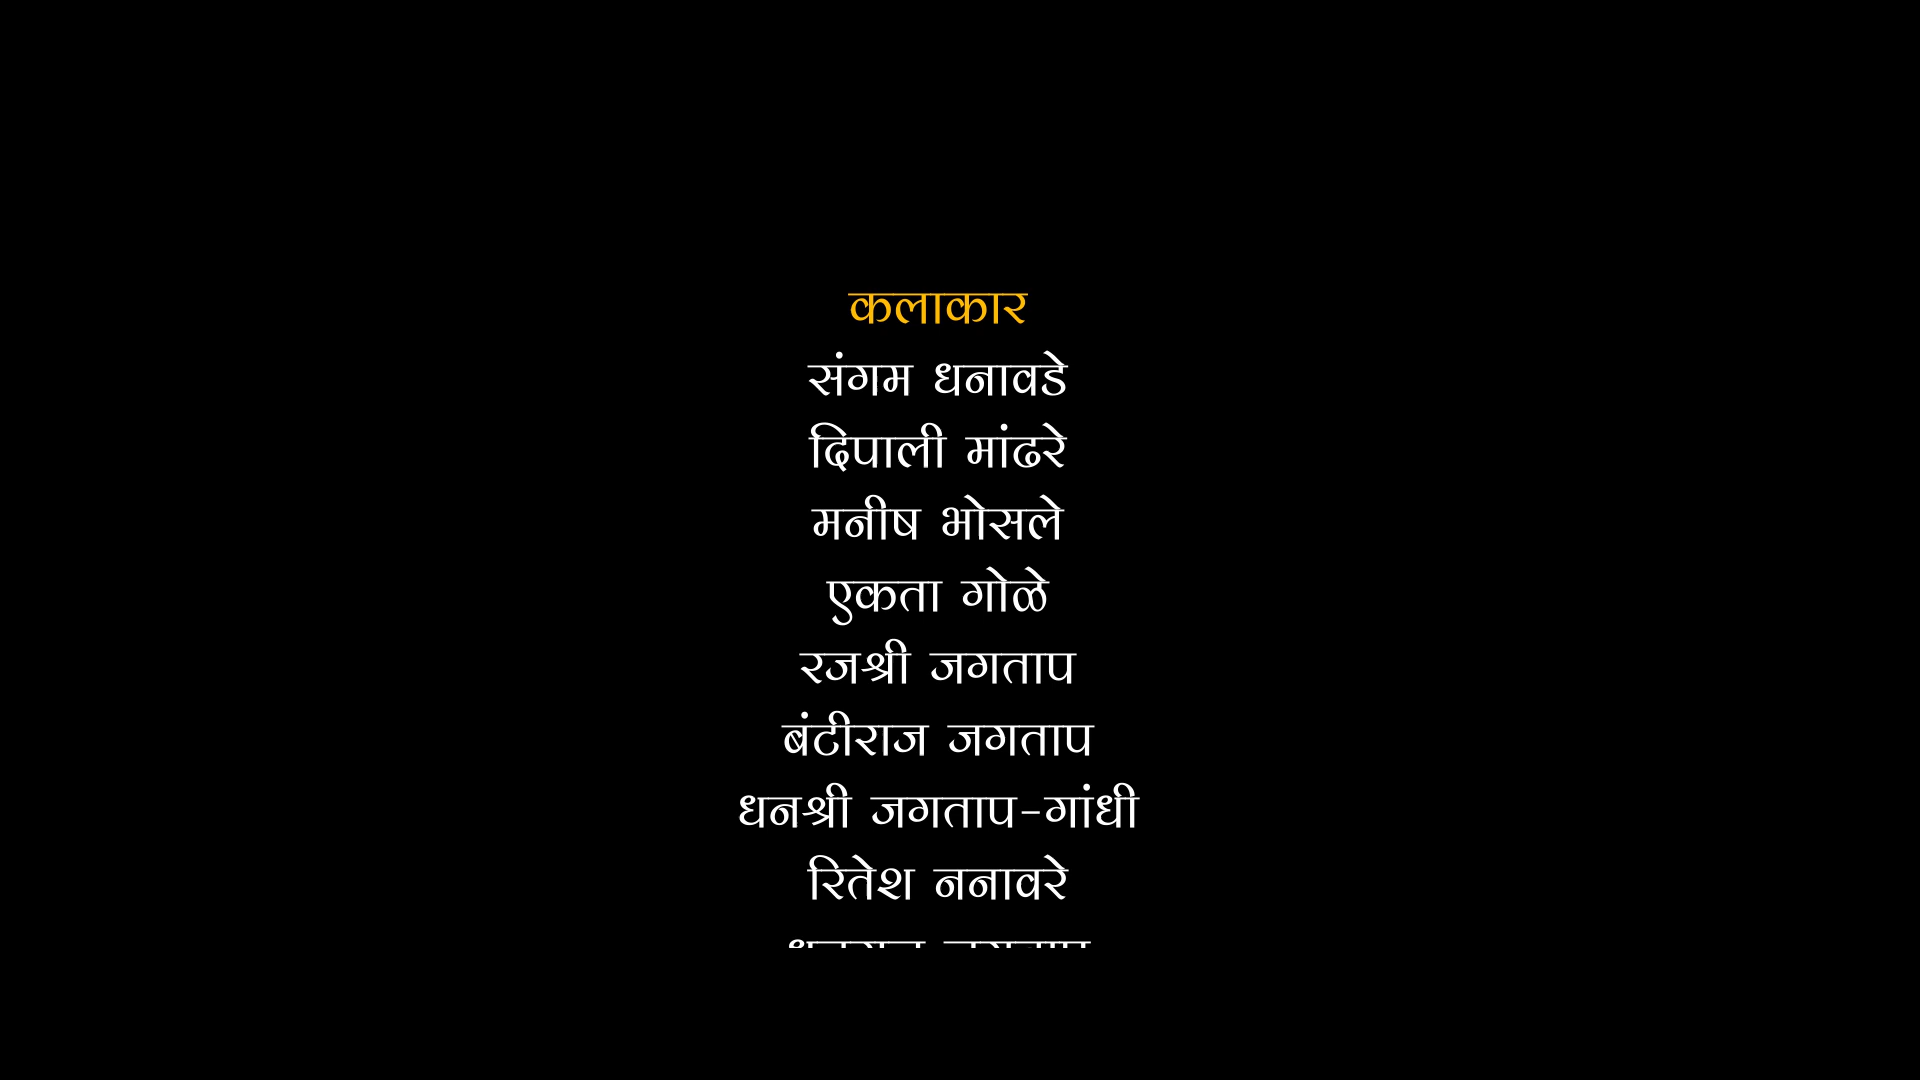 कलाकार
संगम धनावडे
दिपाली मांढरे
मनीष भोसले
एकता गोळे
रजश्री जगताप
बंटीराज जगताप
धनश्री जगताप-गांधी
रितेश ननावरे